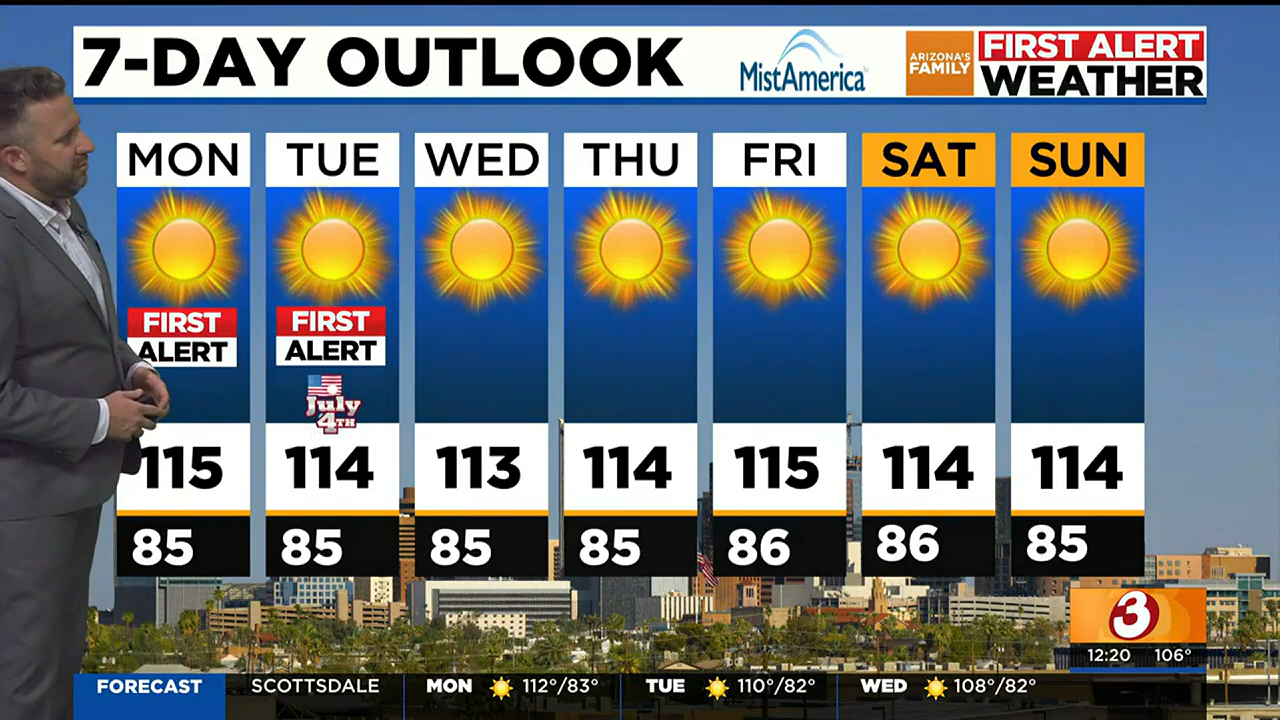 7-DAY OUTLOOK
MistAmerica
ARIZONA'S
FAMILY
FIRST ALERT
WEATHER
MON TUE WED THU FRI SAT SUN
FIRST
ALERT
FIRST
ALERT
July
4TH
115 114 113 114 115 114 114
85 85 85 85 86 86 85
3
12:20 106°
FORECAST SCOTTSDALE MON 112°/83° TUE 110°/82° WED 108°/82°